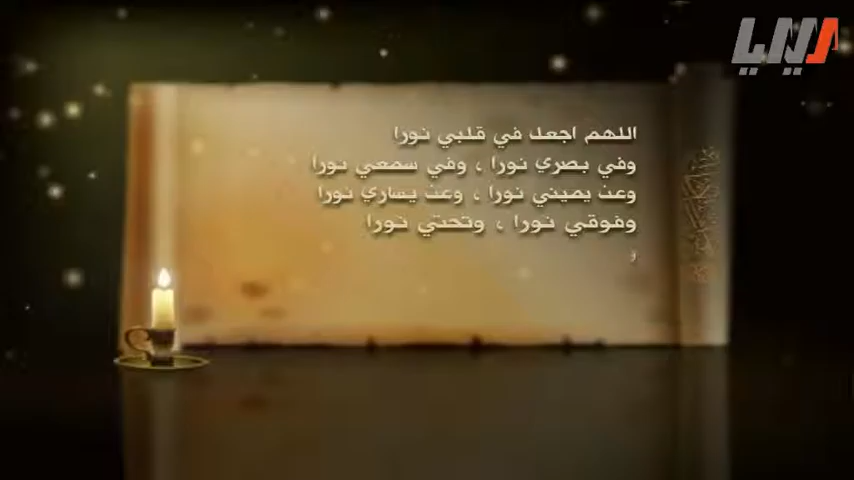 اللهم اجعل في قلبي نورا
وفي بصري نورا ، وفي سمعي نورا
وعن يميني نورا ، وعن يساري نورا
وفوقي نورا ، وتحتي نورا
و